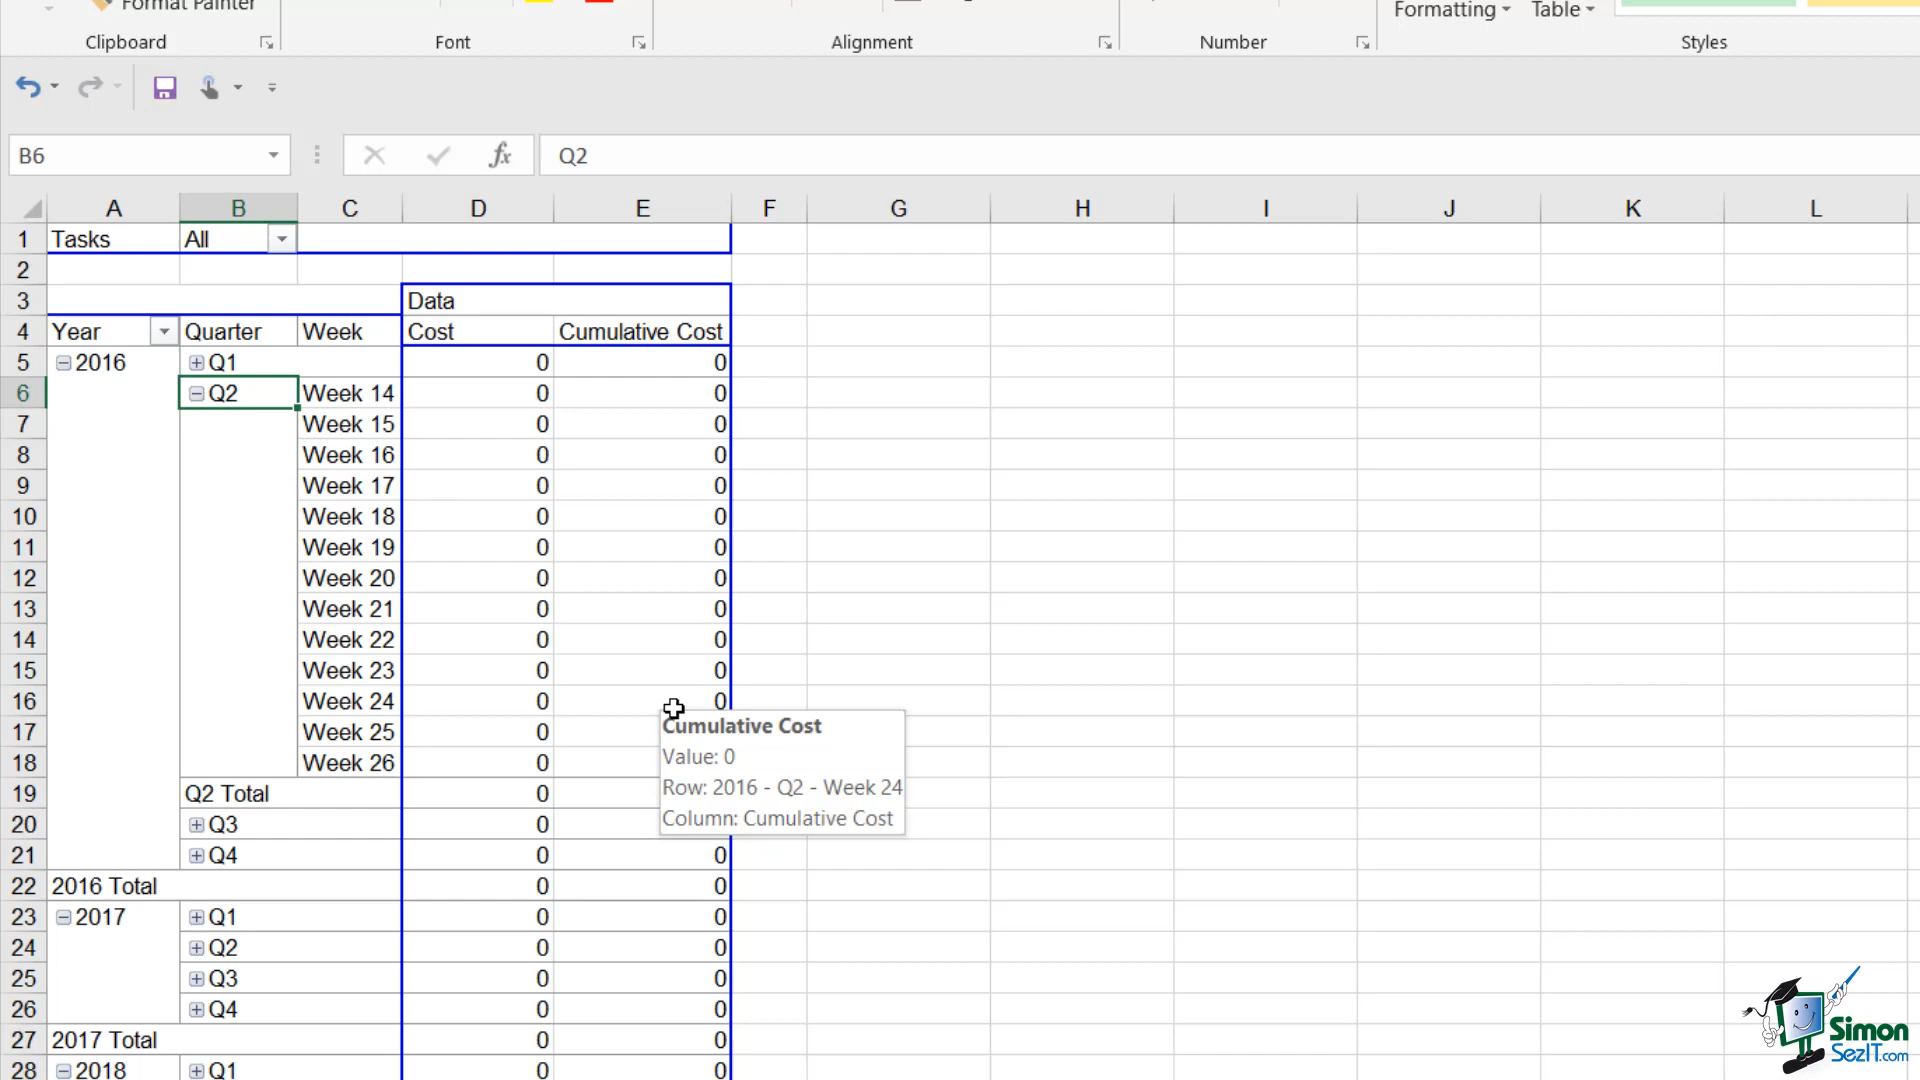 Format Painter
Formatting Table
Clipboard Font Alignment Number Styles
B6 fx Q2
A B C D E F G H I J K L
1 Tasks All
2
3 Data
4 Year Quarter Week Cost Cumulative Cost
5 2016 Q1 0 0
6 Q2 Week 14 0 0
7 Week 15 0 0
8 Week 16 0 0
9 Week 17 0 0
10 Week 18 0 0
11 Week 19 0 0
12 Week 20 0 0
13 Week 21 0 0
14 Week 22 0 0
15 Week 23 0 0
16 Week 24 0 0
17 Week 25 0
18 Week 26 0
19 Q2 Total 0
20 Q3 0
21 Q4 0 0
22 2016 Total 0 0
23 2017 Q1 0 0
24 Q2 0 0
25 Q3 0 0
26 Q4 0 0
27 2017 Total 0 0
28 2018 Q1 0 0
Cumulative Cost
Value: 0
Row: 2016 - Q2 - Week 24
Column: Cumulative Cost
Simon
SezIT.com